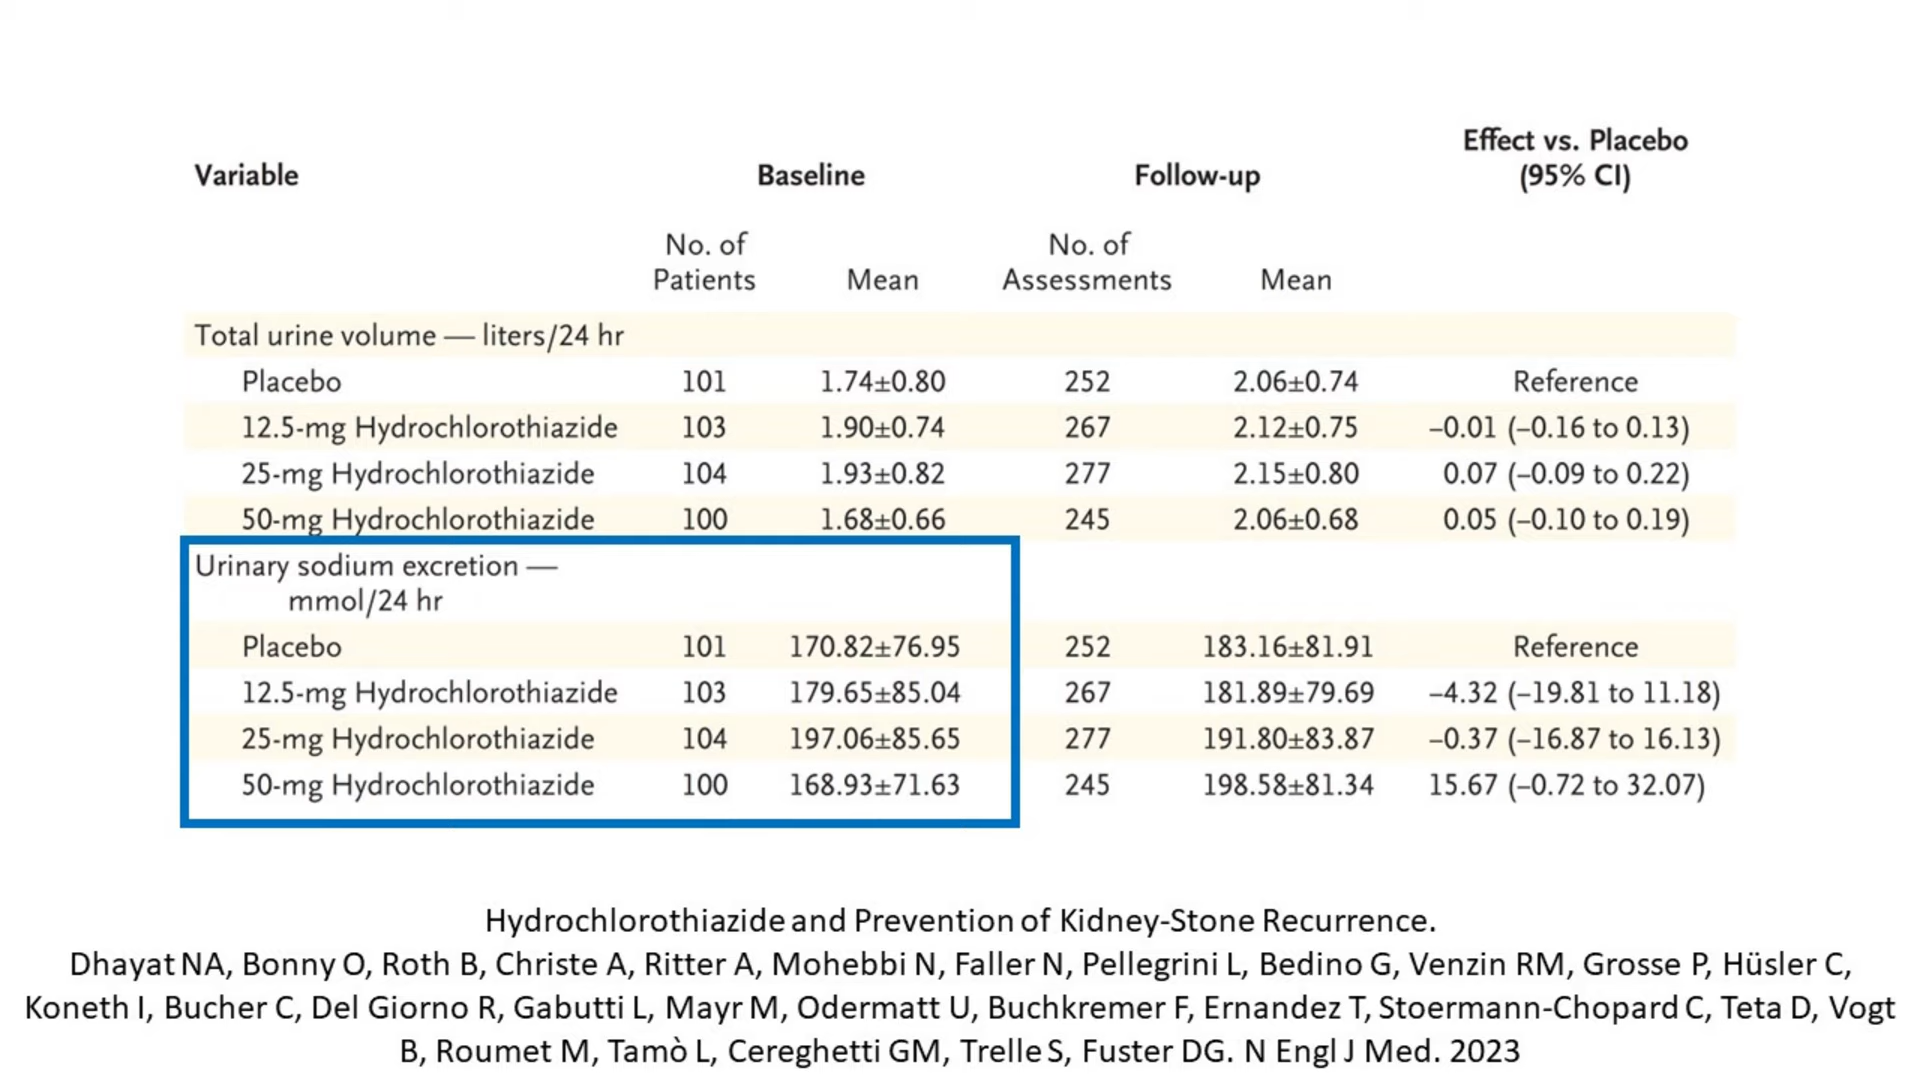 Variable Baseline Follow-up Effect vs. Placebo (95% CI)
No. of Patients Mean No. of Assessments Mean
Total urine volume — liters/24 hr
Placebo 101 1.74±0.80 252 2.06±0.74 Reference
12.5-mg Hydrochlorothiazide 103 1.90±0.74 267 2.12±0.75 –0.01 (–0.16 to 0.13)
25-mg Hydrochlorothiazide 104 1.93±0.82 277 2.15±0.80 0.07 (–0.09 to 0.22)
50-mg Hydrochlorothiazide 100 1.68±0.66 245 2.06±0.68 0.05 (–0.10 to 0.19)
Urinary sodium excretion —
mmol/24 hr
Placebo 101 170.82±76.95 252 183.16±81.91 Reference
12.5-mg Hydrochlorothiazide 103 179.65±85.04 267 181.89±79.69 –4.32 (–19.81 to 11.18)
25-mg Hydrochlorothiazide 104 197.06±85.65 277 191.80±83.87 –0.37 (–16.87 to 16.13)
50-mg Hydrochlorothiazide 100 168.93±71.63 245 198.58±81.34 15.67 (–0.72 to 32.07)
Hydrochlorothiazide and Prevention of Kidney-Stone Recurrence.
Dhayat NA, Bonny O, Roth B, Christe A, Ritter A, Mohebbi N, Faller N, Pellegrini L, Bedino G, Venzin RM, Grosse P, Hüsler C,
Koneth I, Bucher C, Del Giorno R, Gabutti L, Mayr M, Odermatt U, Buchkremer F, Ernandez T, Stoermann-Chopard C, Teta D, Vogt
B, Roumet M, Tamò L, Cereghetti GM, Trelle S, Fuster DG. N Engl J Med. 2023